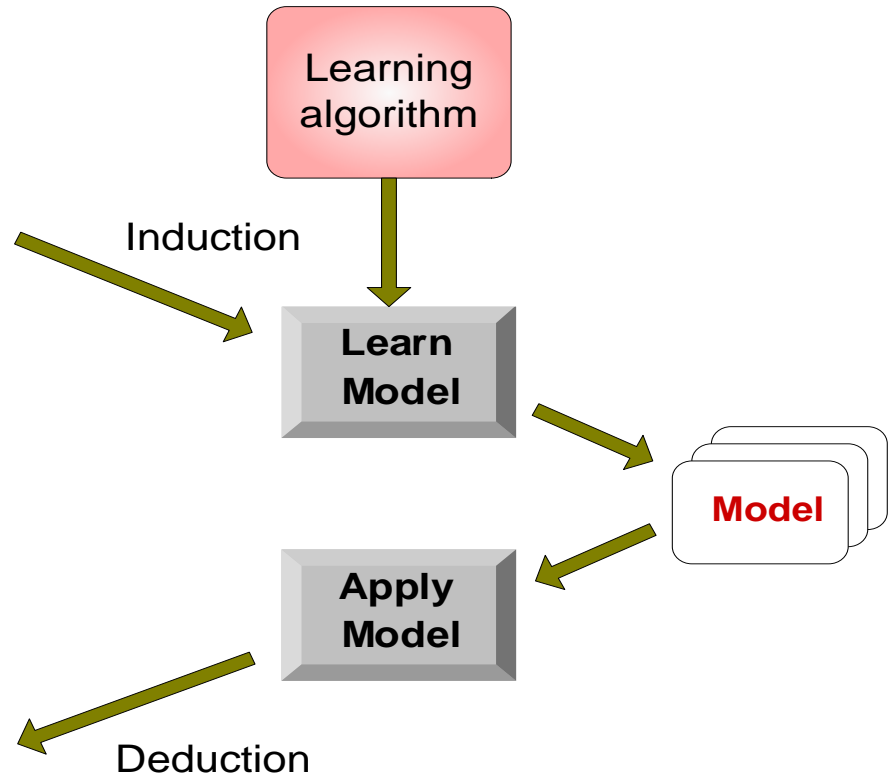 Learning
algorithm
Induction
Learn
Model
Model
Apply
Model
Deduction